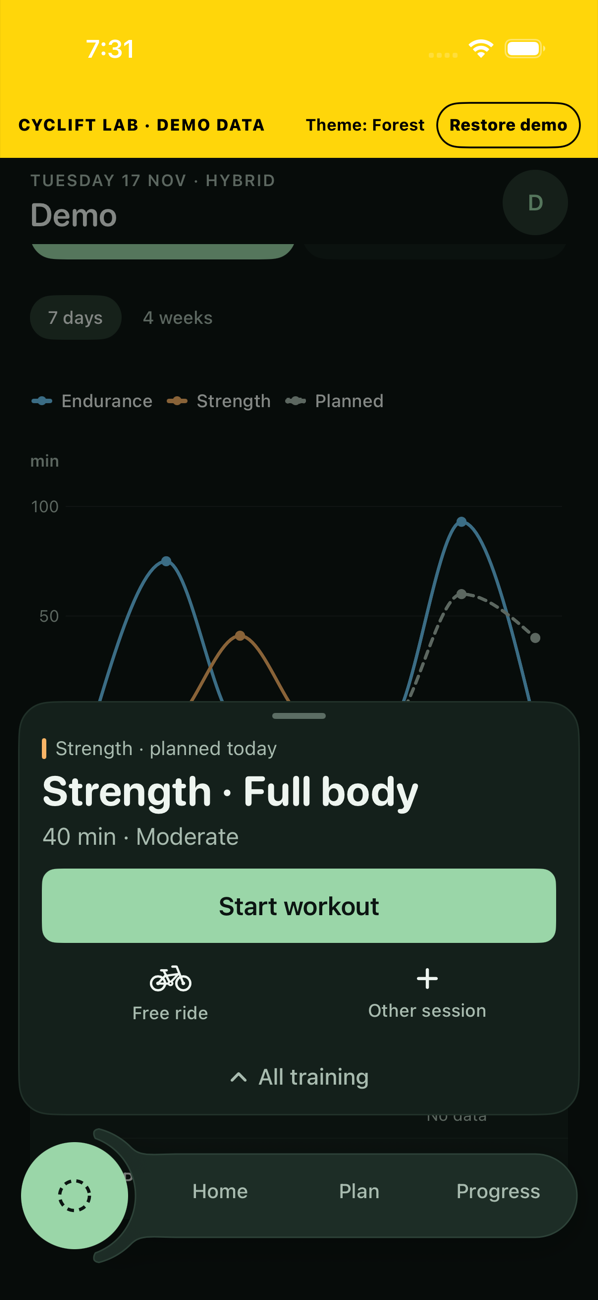 7:31
CYCLIFT LAB · DEMO DATA
Theme: Forest
Restore demo
TUESDAY 17 NOV · HYBRID
Demo
D
7 days
4 weeks
Endurance
Strength
Planned
min
100
50
Strength · planned today
Strength · Full body
40 min · Moderate
Start workout
Free ride
Other session
All training
No data
Home
Plan
Progress